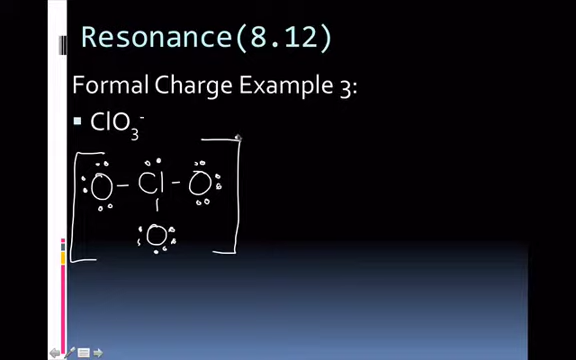 Resonance(8.12)
Formal Charge Example 3:
▪ ClO₃⁻
O – Cl – O
|
O